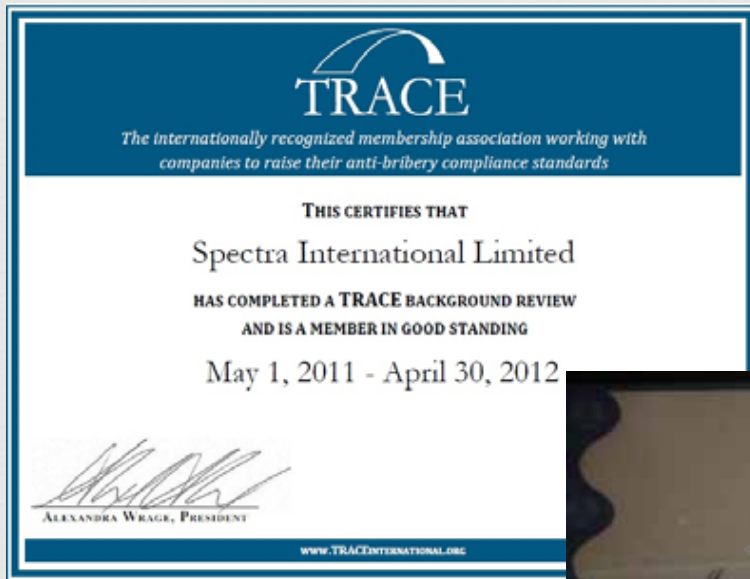 TRACE
The internationally recognized membership association working with
companies to raise their anti-bribery compliance standards
THIS CERTIFIES THAT
Spectra International Limited
HAS COMPLETED A TRACE BACKGROUND REVIEW
AND IS A MEMBER IN GOOD STANDING
May 1, 2011 - April 30, 2012
ALEXANDRA WRAGE, PRESIDENT
WWW.TRACEINTERNATIONAL.ORG